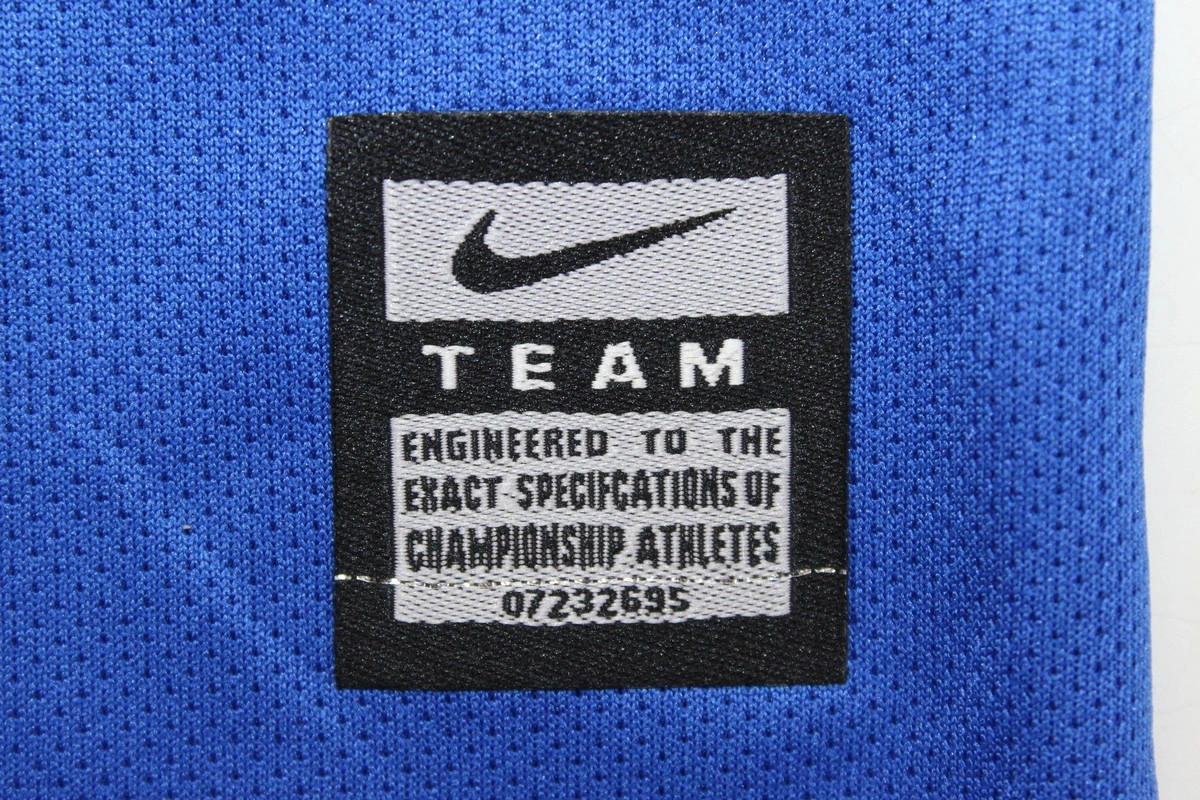 TEAM
ENGINEERED TO THE
EXACT SPECIFCATIONS OF
CHAMPIONSHIP ATHLETES
07232695